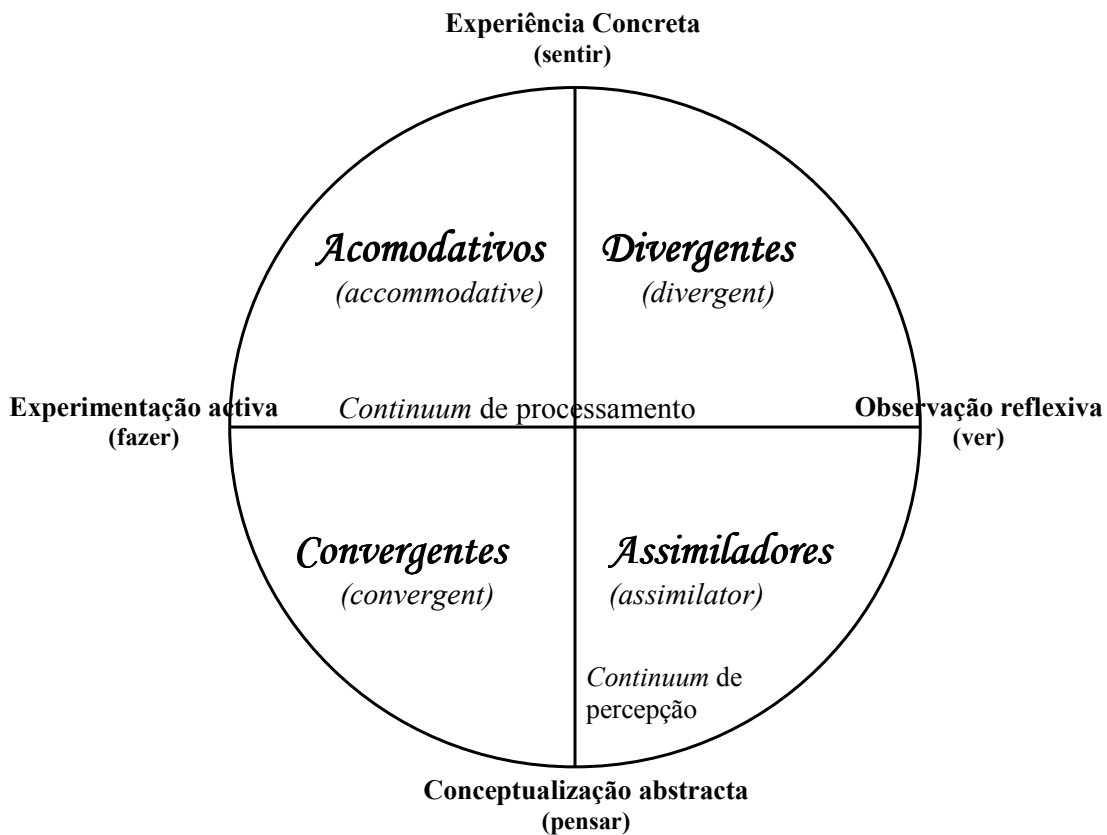 Experiência Concreta
(sentir)
Acomodativos
(accommodative)
Divergentes
(divergent)
Experimentação activa
(fazer)
Continuum de processamento
Observação reflexiva
(ver)
Convergentes
(convergent)
Assimiladores
(assimilator)
Continuum de
percepção
Conceptualização abstracta
(pensar)